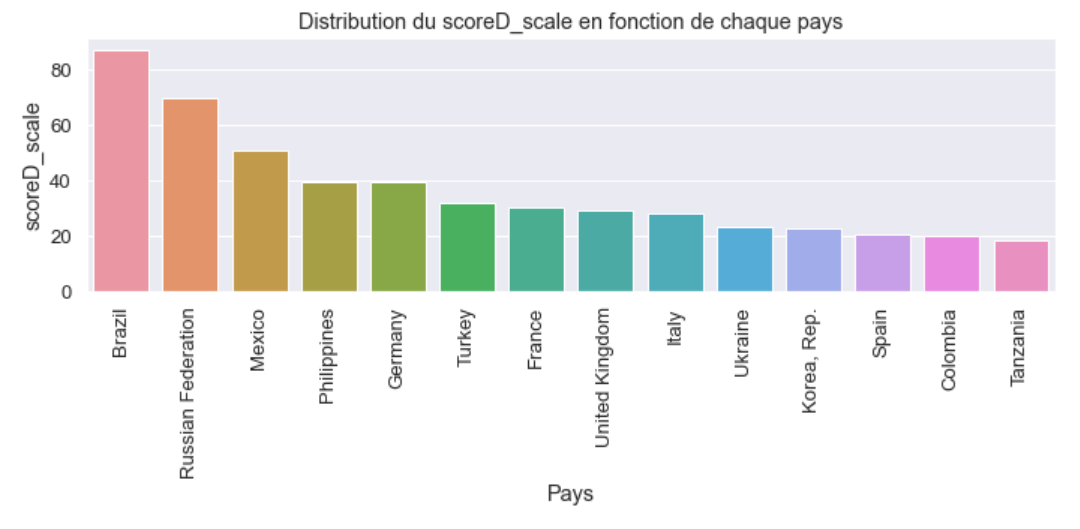 Distribution du scoreD_scale en fonction de chaque pays
scoreD_scale
80
60
40
20
0
Brazil
Russian Federation
Mexico
Philippines
Germany
Turkey
France
United Kingdom
Italy
Ukraine
Korea, Rep.
Spain
Colombia
Tanzania
Pays